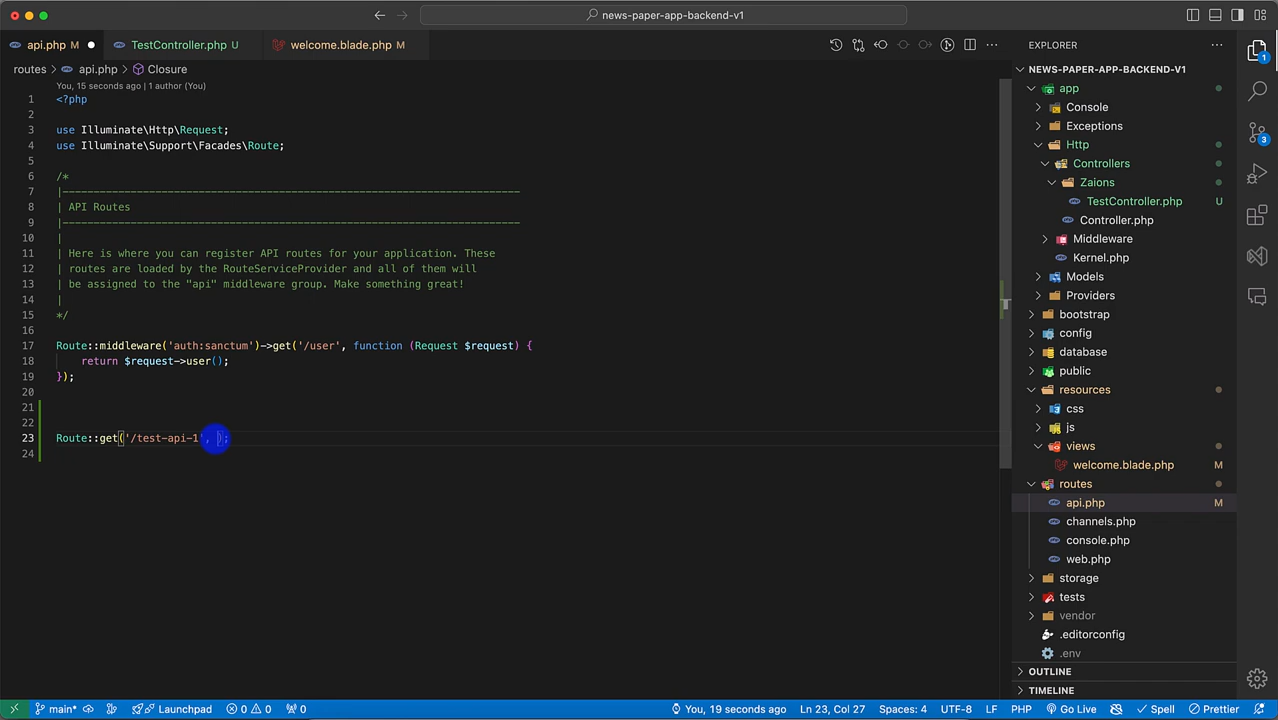 news-paper-app-backend-v1
api.php M
TestController.php U
welcome.blade.php M
EXPLORER
routes > api.php > Closure
You, 15 seconds ago | 1 author (You)
1 <?php
2
3 use Illuminate\Http\Request;
4 use Illuminate\Support\Facades\Route;
5
6 /*
7 |--------------------------------------------------------------------------
8 | API Routes
9 |--------------------------------------------------------------------------
10 |
11 | Here is where you can register API routes for your application. These
12 | routes are loaded by the RouteServiceProvider and all of them will
13 | be assigned to the "api" middleware group. Make something great!
14 |
15 */
16
17 Route::middleware('auth:sanctum')->get('/user', function (Request $request) {
18 return $request->user();
19 });
20
21
22
23 Route::get('/test-api-1', );
24
NEWS-PAPER-APP-BACKEND-V1
app
Console
Exceptions
Http
Controllers
Zaions
TestController.php U
Controller.php
Middleware
Kernel.php
Models
Providers
bootstrap
config
database
public
resources
css
js
views
welcome.blade.php M
routes
api.php M
channels.php
console.php
web.php
storage
tests
vendor
.editorconfig
.env
OUTLINE
TIMELINE
1
3
main*
Launchpad
0
0
0
You, 19 seconds ago
Ln 23, Col 27
Spaces: 4
UTF-8
LF
PHP
Go Live
Spell
Prettier